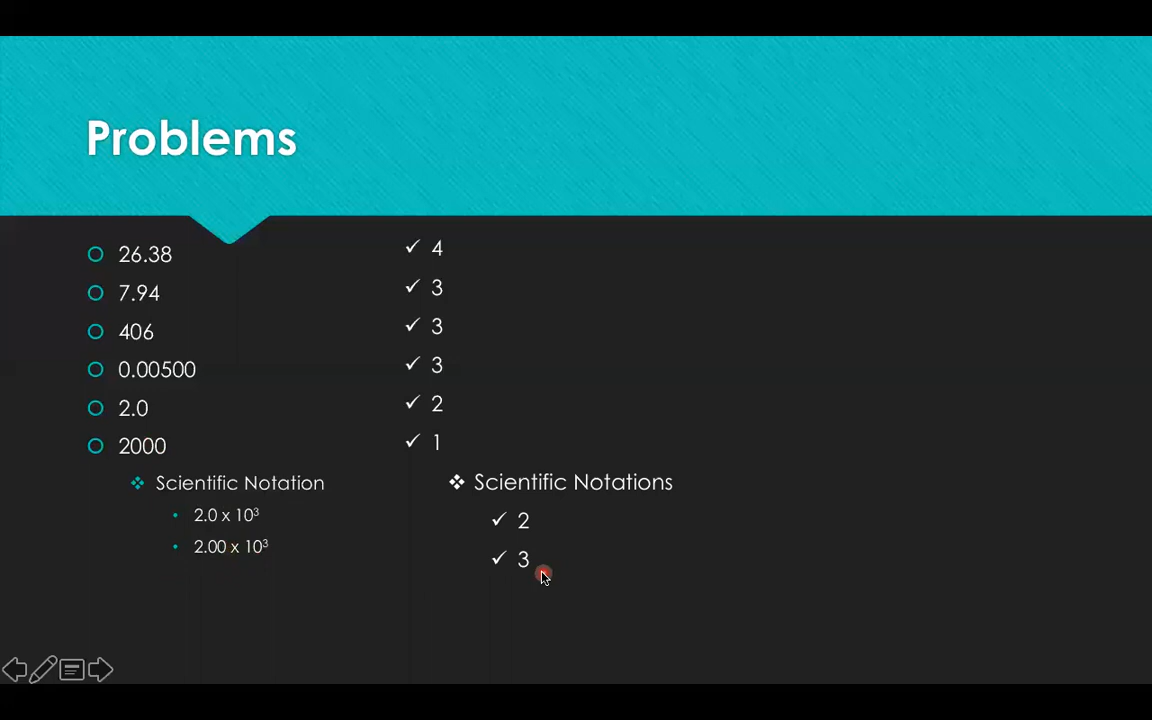 Problems
26.38
7.94
406
0.00500
2.0
2000
Scientific Notation
2.0 x 10³
2.00 x 10³
✓ 4
✓ 3
✓ 3
✓ 3
✓ 2
✓ 1
Scientific Notations
✓ 2
✓ 3